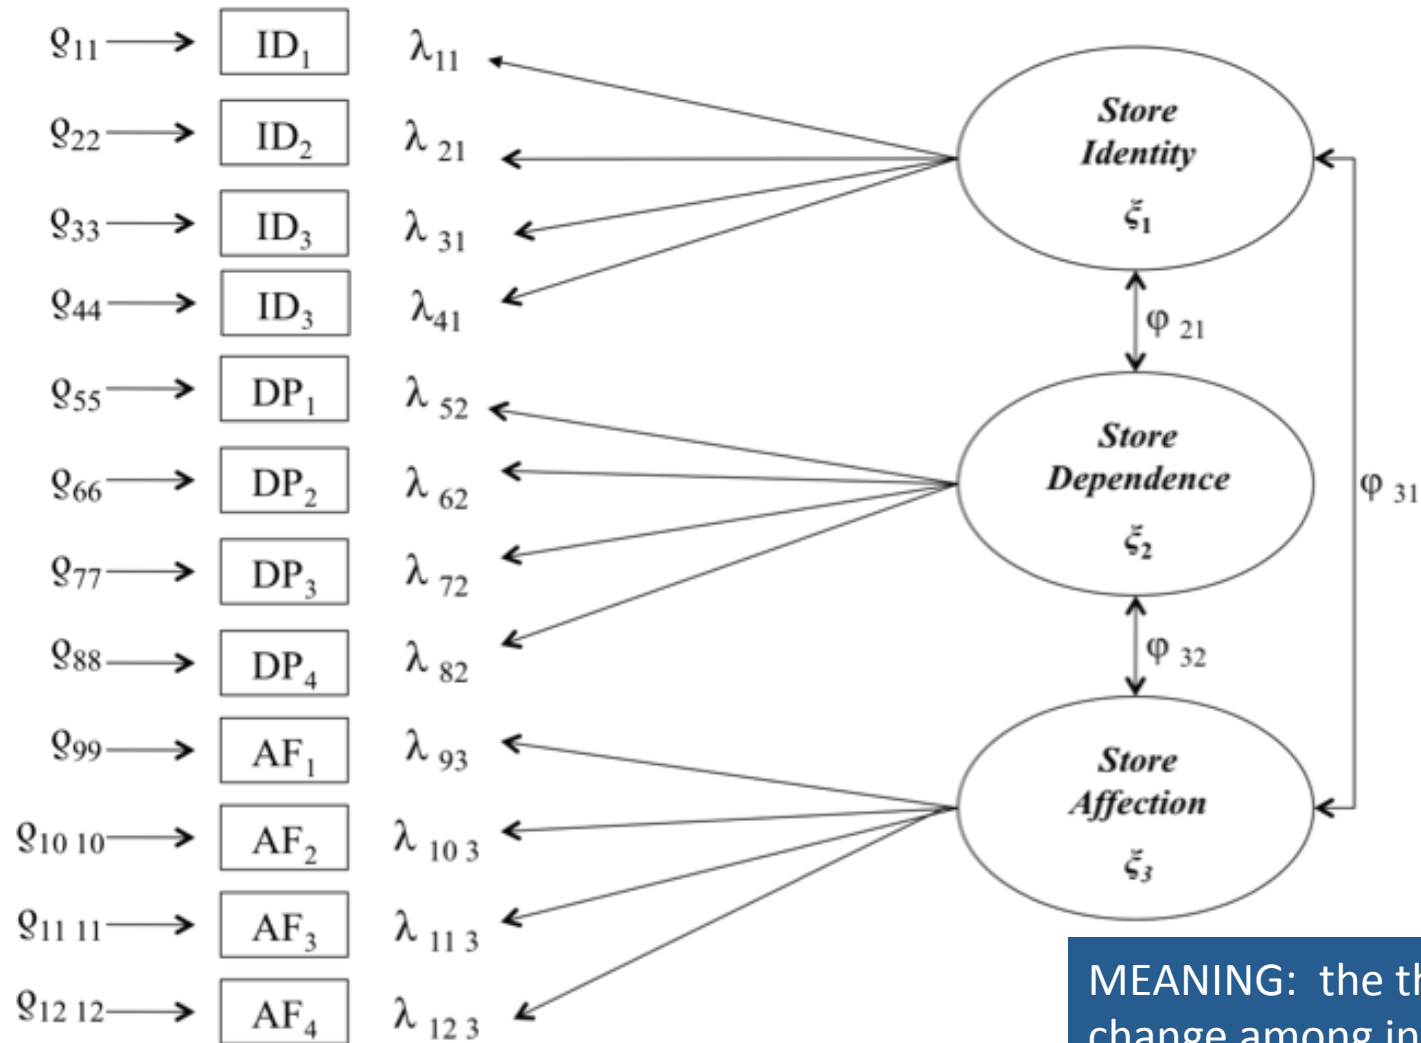 ϱ11 ID1 λ11
ϱ22 ID2 λ 21
ϱ33 ID3 λ 31
ϱ44 ID3 λ41
ϱ55 DP1 λ 52
ϱ66 DP2 λ 62
ϱ77 DP3 λ 72
ϱ88 DP4 λ 82
ϱ99 AF1 λ 93
ϱ10 10 AF2 λ 10 3
ϱ11 11 AF3 λ 11 3
ϱ12 12 AF4 λ 12 3
Store
Identity
ξ1
φ 21
Store
Dependence
ξ2
φ 31
φ 32
Store
Affection
ξ3
MEANING: the th
change among in